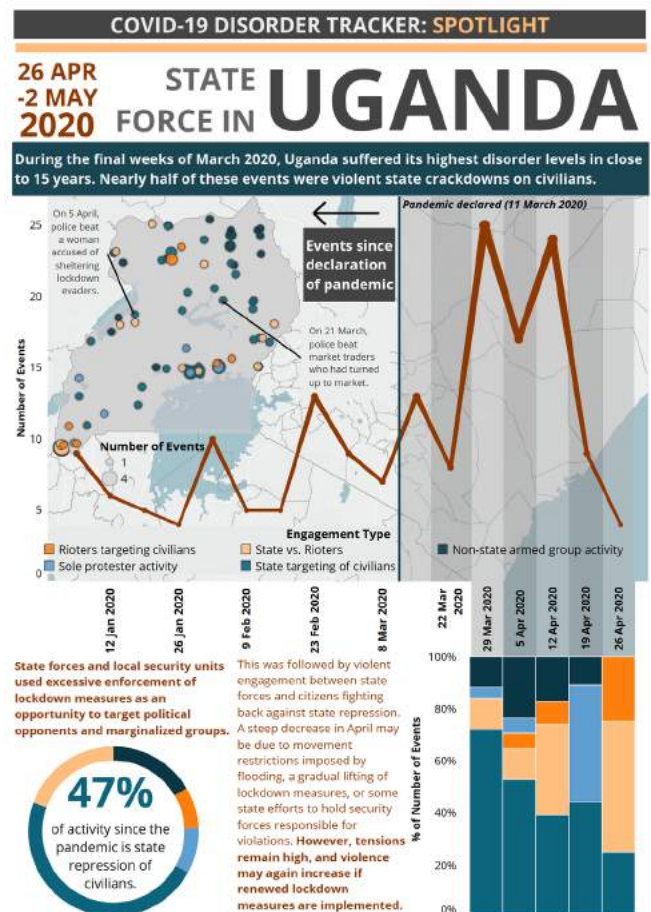 COVID-19 DISORDER TRACKER: SPOTLIGHT
26 APR
-2 MAY
2020
STATE
FORCE IN
UGANDA
During the final weeks of March 2020, Uganda suffered its highest disorder levels in close
to 15 years. Nearly half of these events were violent state crackdowns on civilians.
Pandemic declared (11 March 2020)
On 5 April,
police beat
a woman
accused of
sheltering
lockdown
evaders.
Events since
declaration
of pandemic
On 21 March,
police beat
market traders
who had turned
up to market.
Number of Events
25
20
15
10
5
0
Number of Events
1
4
Engagement Type
Rioters targeting civilians
State vs. Rioters
Non-state armed group activity
Sole protester activity
State targeting of civilians
12 Jan 2020
26 Jan 2020
9 Feb 2020
23 Feb 2020
8 Mar 2020
22 Mar
2020
29 Mar 2020
5 Apr 2020
12 Apr 2020
19 Apr 2020
26 Apr 2020
State forces and local security units
used excessive enforcement of
lockdown measures as an
opportunity to target political
opponents and marginalized groups.
47%
of activity since the
pandemic is state
repression of
civilians.
This was followed by violent
engagement between state
forces and citizens fighting
back against state repression.
A steep decrease in April may
be due to movement
restrictions imposed by
flooding, a gradual lifting of
lockdown measures, or some
state efforts to hold security
forces responsible for
violations. However, tensions
remain high, and violence
may again increase if
renewed lockdown
measures are implemented.
% of Number of Events
100%
80%
60%
40%
20%
0%